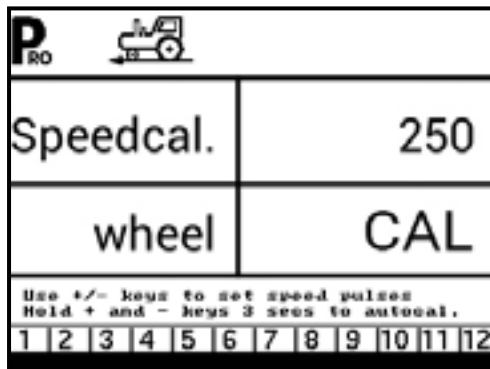 PRO
Speedcal. 250
wheel CAL
Use +/- keys to set speed pulses
Hold + and - keys 3 secs to autocal.
1 2 3 4 5 6 7 8 9 10 11 12